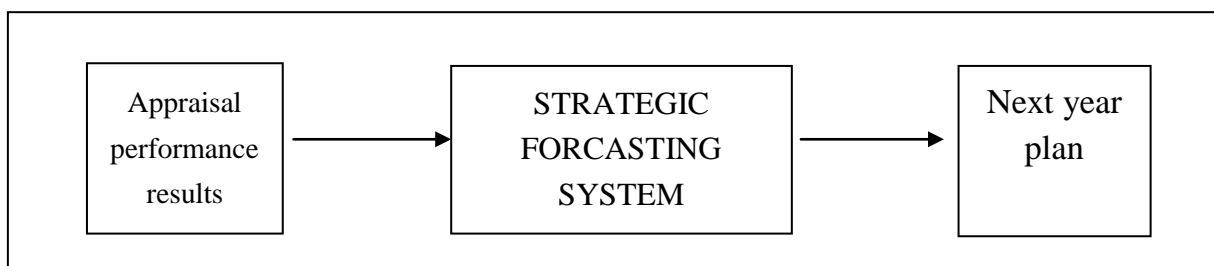 Appraisal
performance
results
STRATEGIC
FORCASTING
SYSTEM
Next year
plan